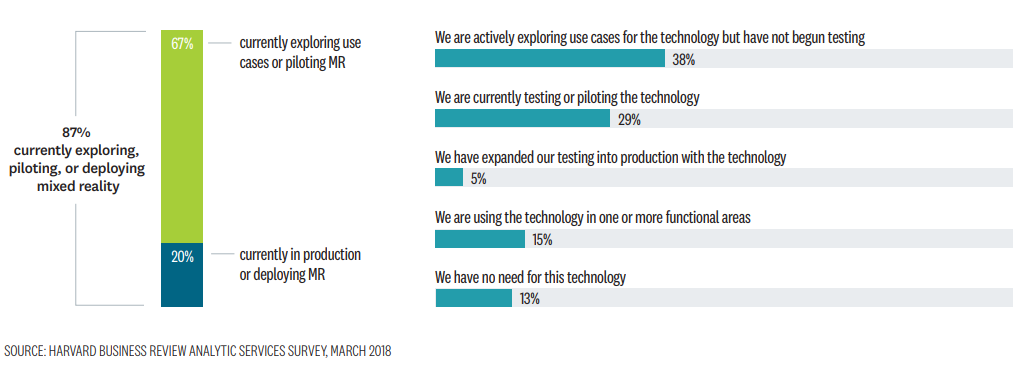 67%
currently exploring use
cases or piloting MR
87%
currently exploring,
piloting, or deploying
mixed reality
20%
currently in production
or deploying MR
We are actively exploring use cases for the technology but have not begun testing
38%
We are currently testing or piloting the technology
29%
We have expanded our testing into production with the technology
5%
We are using the technology in one or more functional areas
15%
We have no need for this technology
13%
SOURCE: HARVARD BUSINESS REVIEW ANALYTIC SERVICES SURVEY, MARCH 2018